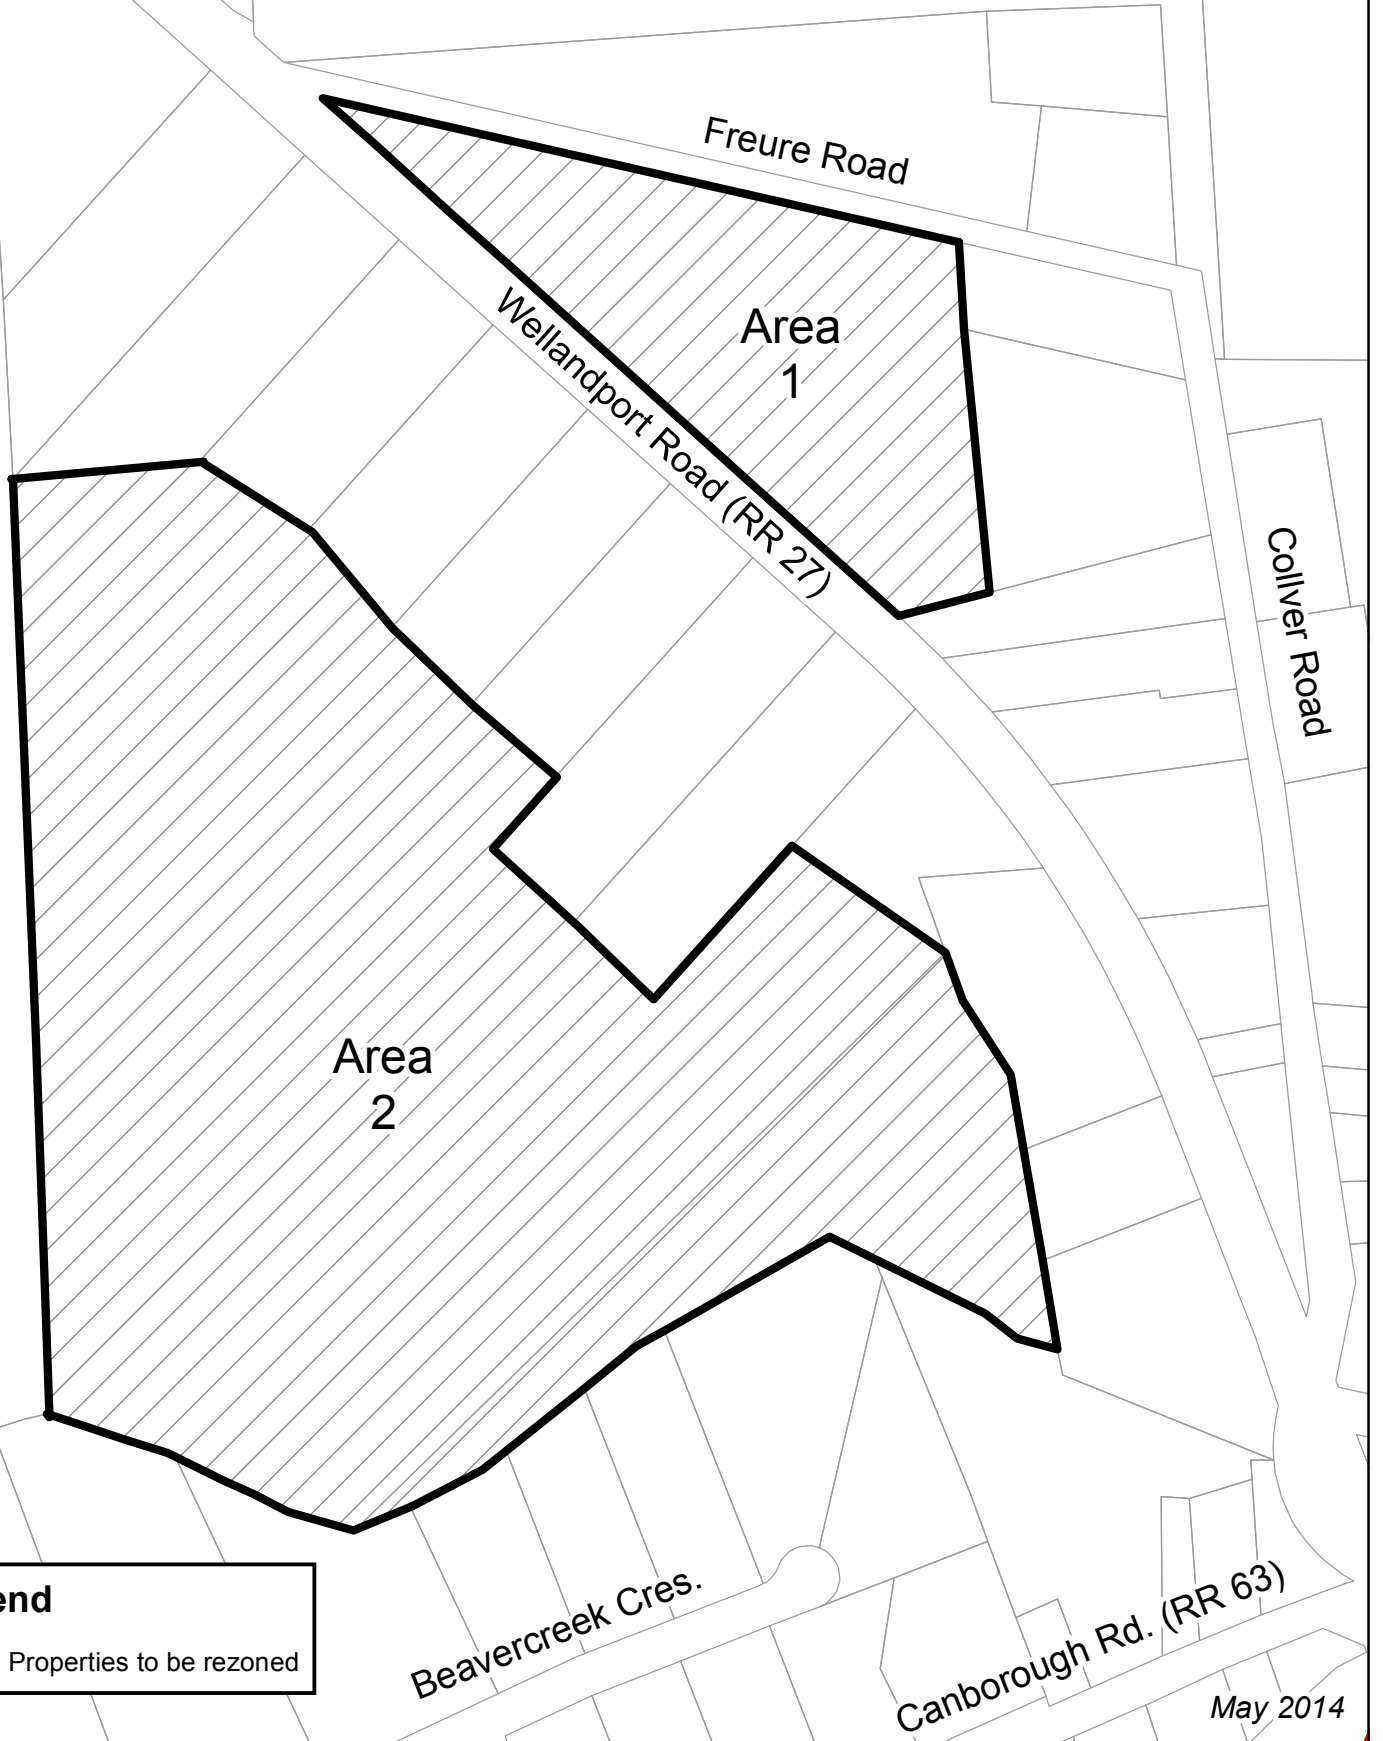 Freure Road
Area
1
Wellandport Road (RR 27)
Collver Road
Area
2
end
Properties to be rezoned
Beavercreek Cres.
Canborough Rd. (RR 63)
May 2014